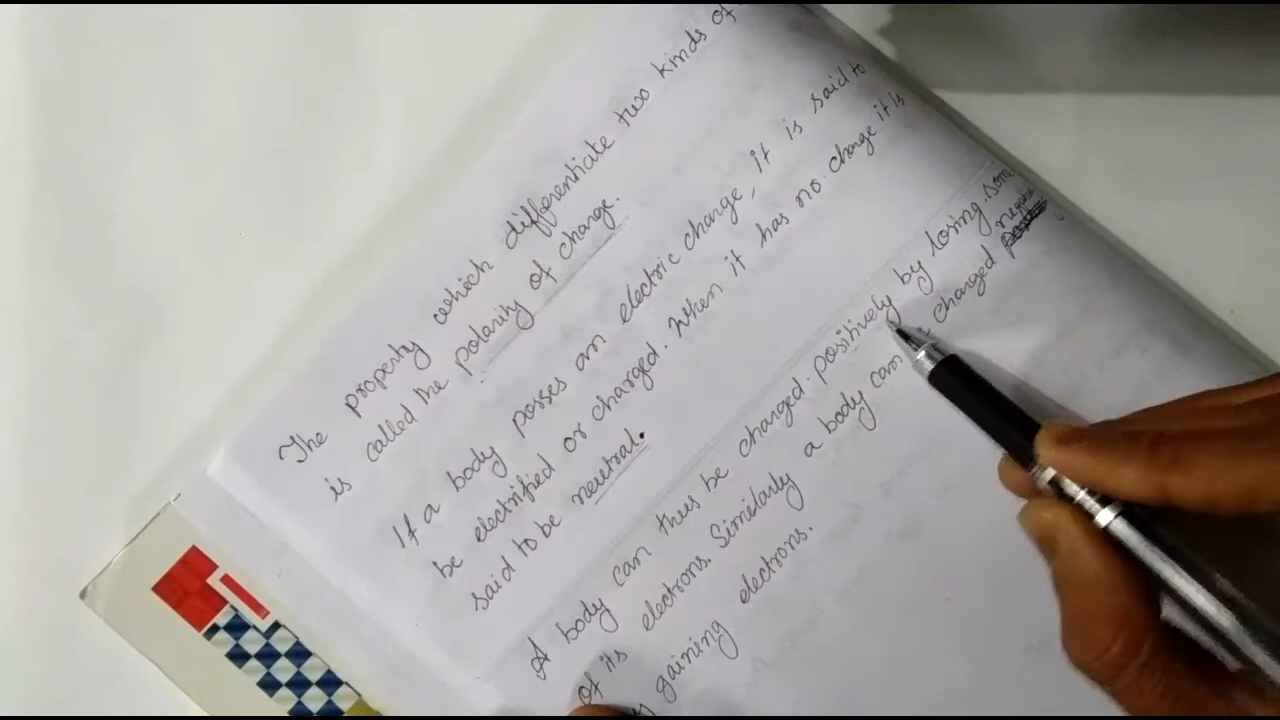 The property which differentiate two kinds of
is called the polarity of charge.
If a body posses an electric charge, it is said to
be electrified or charged. When it has no charge it is
said to be neutral.
A body can thus be charged positively by losing some
of its electrons. Similarly a body can charged negative
gaining electrons.